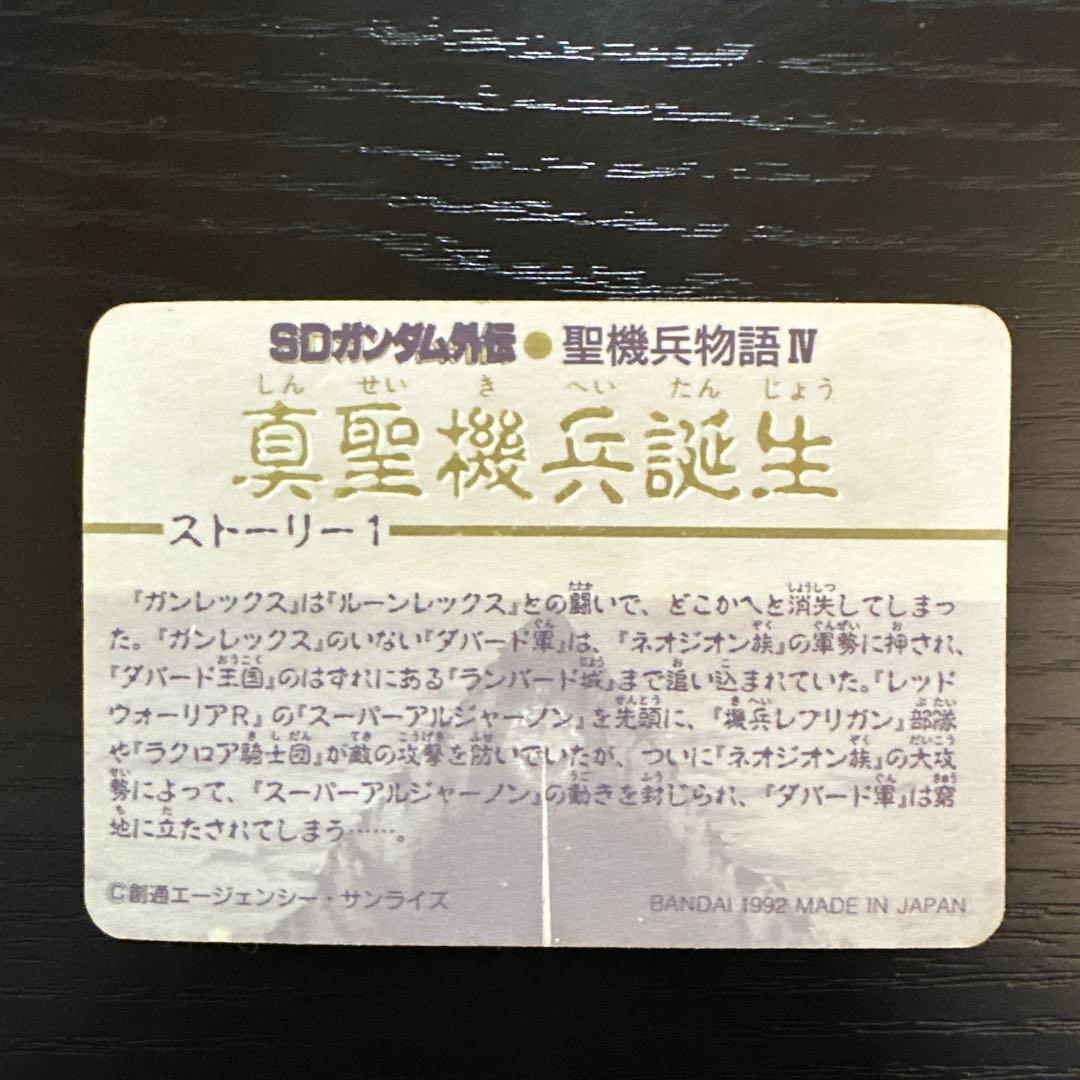 SDガンダム外伝●聖機兵物語Ⅳ
しん せい き へい たん じょう
真聖機兵誕生
ストーリー1
『ガンレックス』は『ルーンレックス』との闘いで、どこかへと消失してしまっ
た。『ガンレックス』のいない『ダバード軍』は、『ネオジオン族』の軍勢に押され、
『ダバード王国』のはずれにある『ランバード城』まで追い込まれていた。『レッド
ウォーリアR』の『スーパーアルジャーノン』を先頭に、『機兵レプリガン』部隊
や『ラクロア騎士団』が敵の攻撃を防いでいたが、ついに『ネオジオン族』の大攻
勢によって、『スーパーアルジャーノン』の動きを封じられ、『ダバード軍』は窮
地に立たされてしまう……。
©創通エージェンシー・サンライズ
BANDAI 1992 MADE IN JAPAN